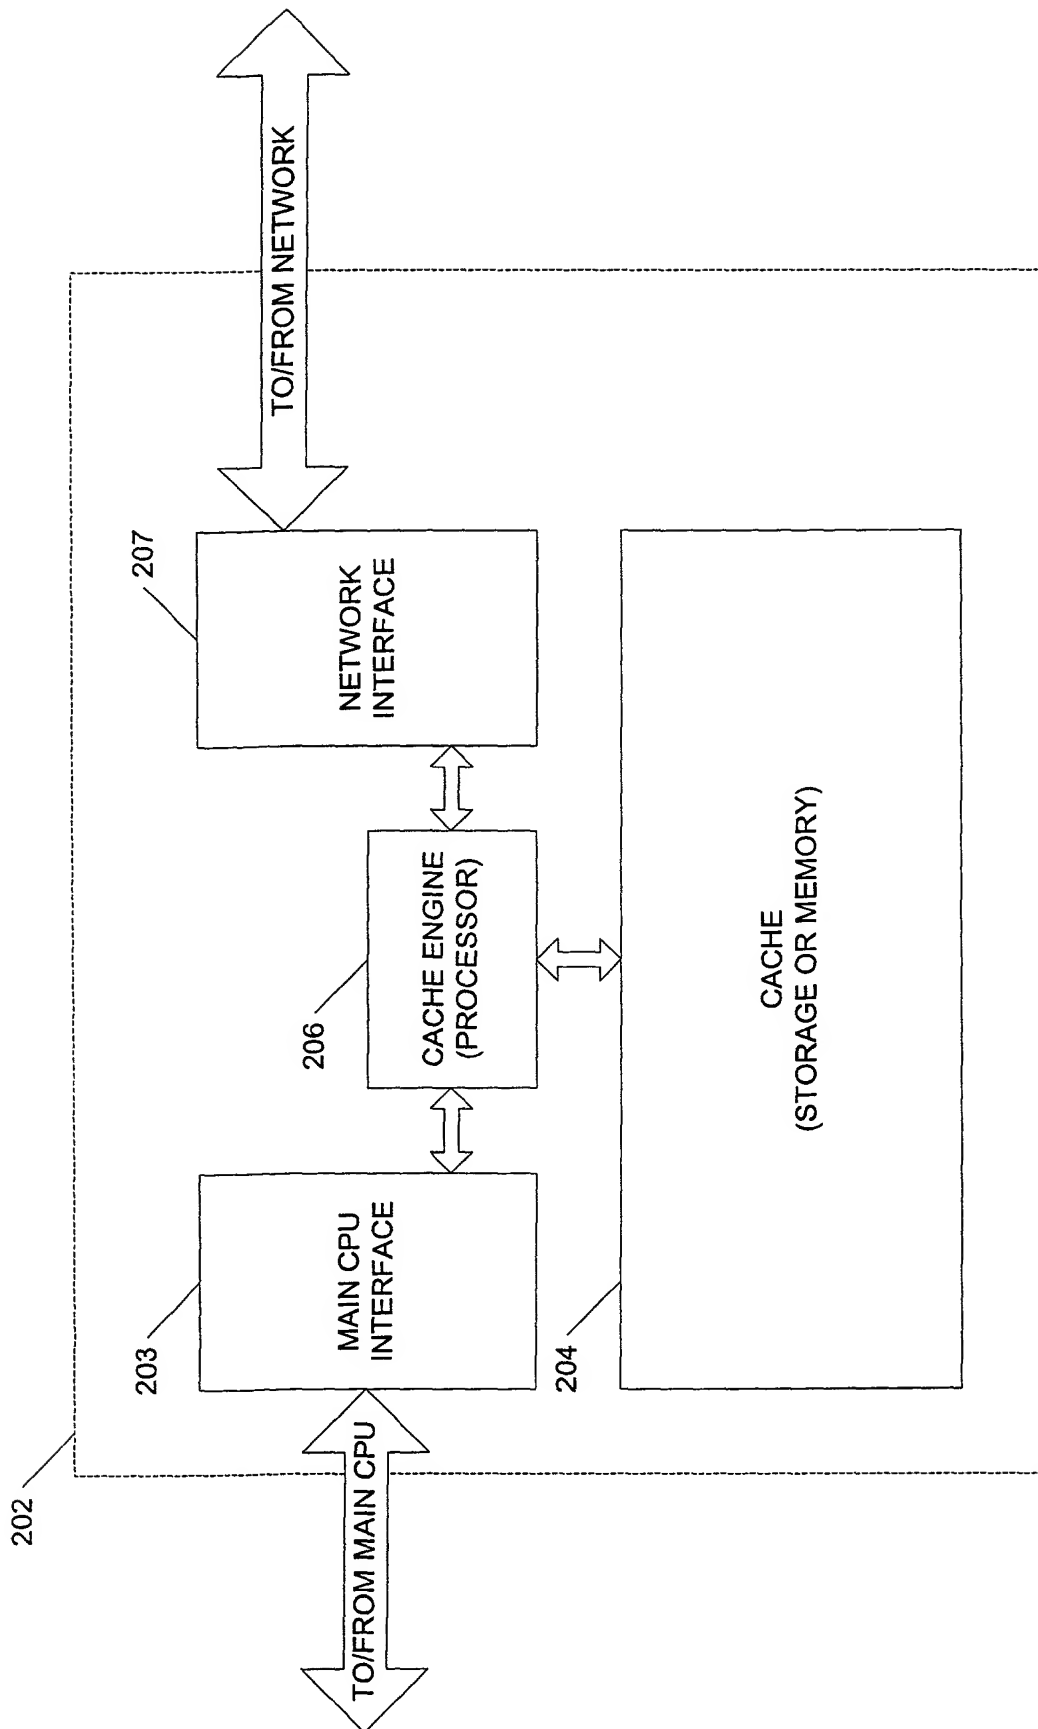 202
TO/FROM MAIN CPU
203
MAIN CPU
INTERFACE
206
CACHE ENGINE
(PROCESSOR)
207
NETWORK
INTERFACE
TO/FROM NETWORK
204
CACHE
(STORAGE OR MEMORY)